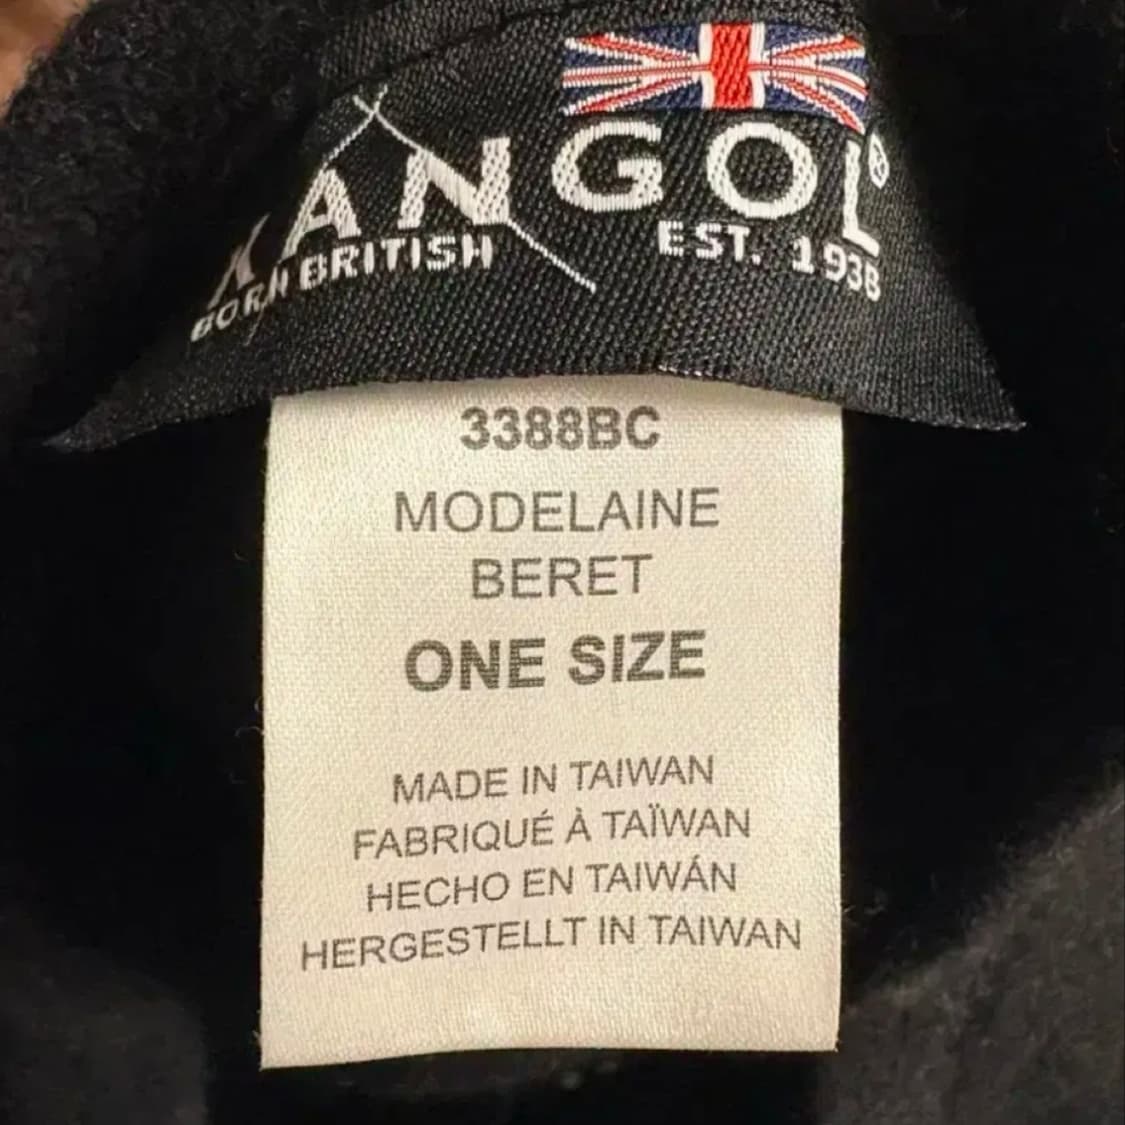 KANGOL®
BORN BRITISH EST. 1938
3388BC
MODELAINE
BERET
ONE SIZE
MADE IN TAIWAN
FABRIQUÉ À TAÏWAN
HECHO EN TAIWÁN
HERGESTELLT IN TAIWAN